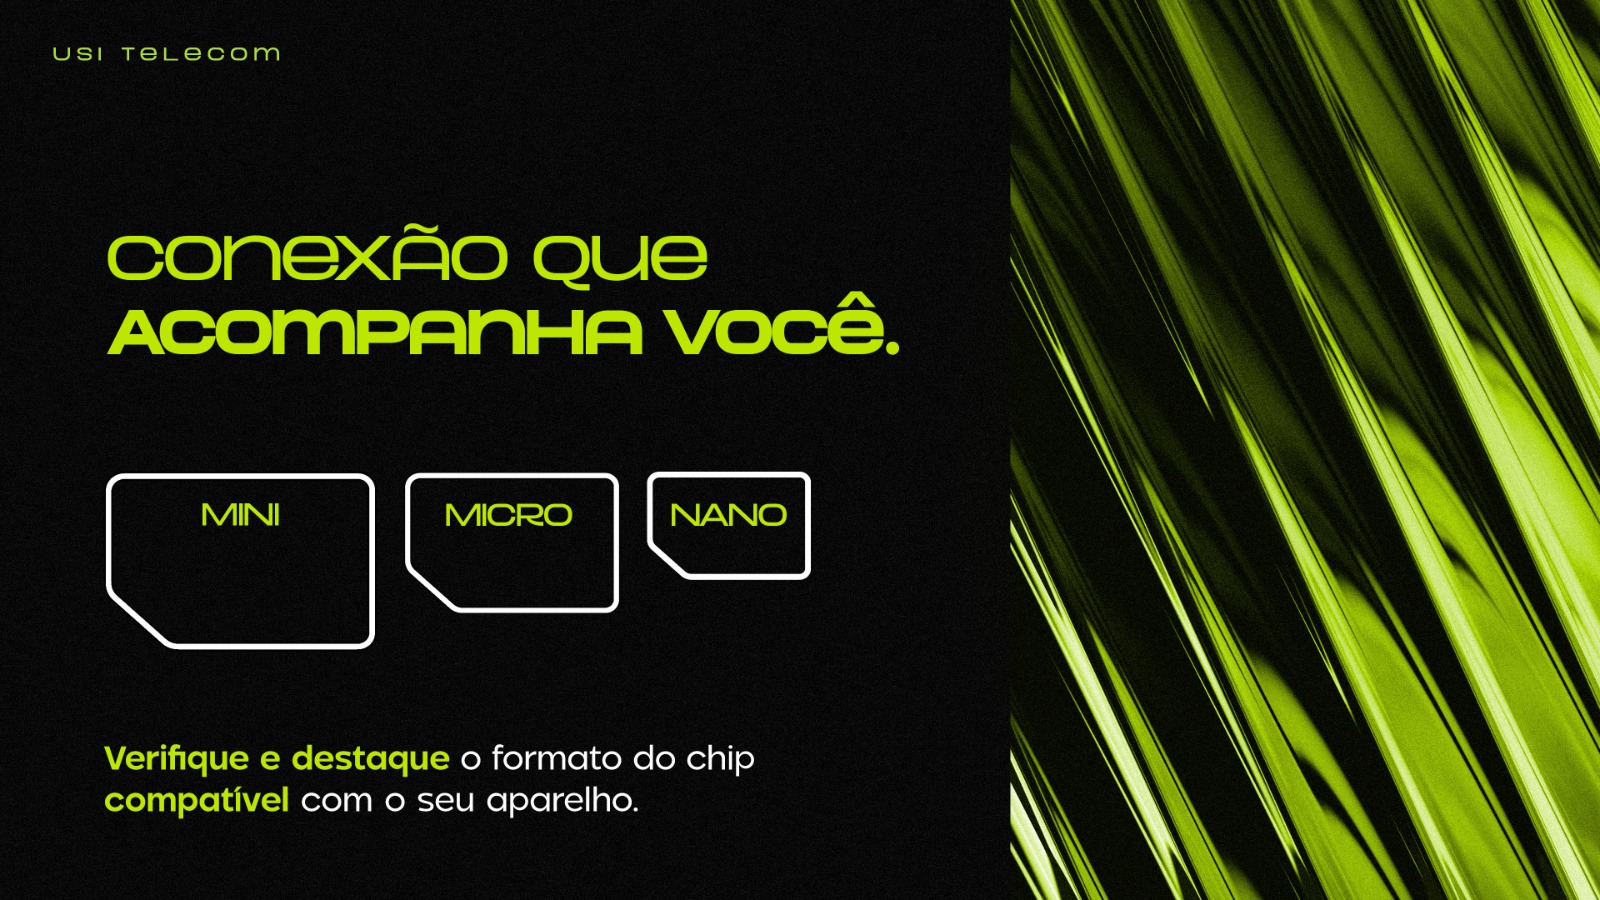 USI TELECOM
CONEXÃO QUE
ACOMPANHA VOCÊ.
MINI
MICRO
NANO
Verifique e destaque o formato do chip
compatível com o seu aparelho.